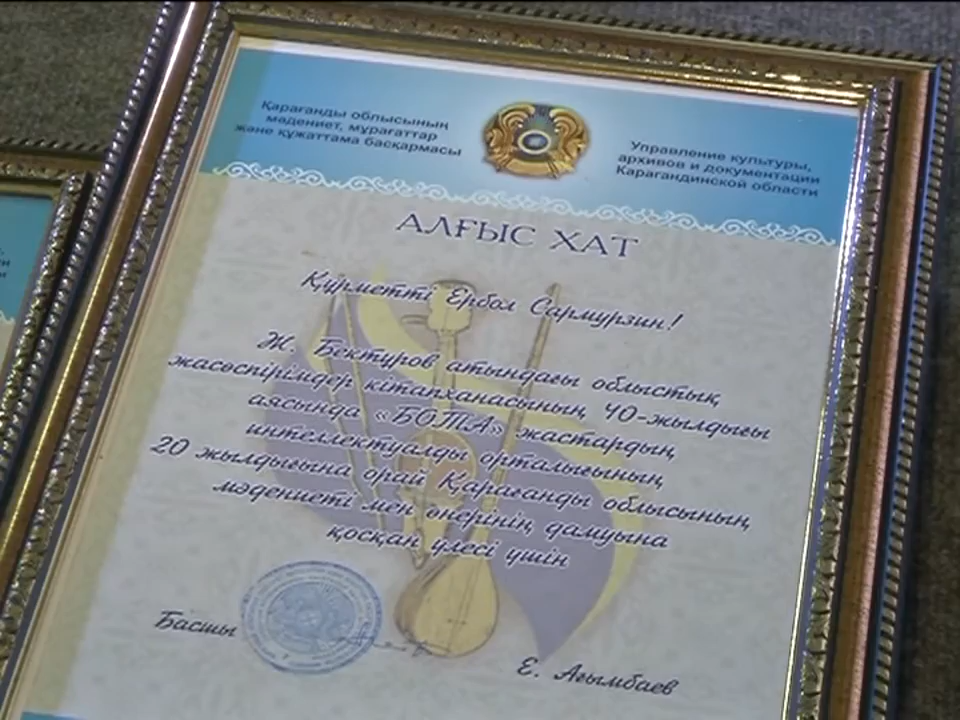 Қарағанды облысының
мәдениет, мұрағаттар
және құжаттама басқармасы
Управление культуры,
архивов и документации
Карагандинской области
АЛҒЫС ХАТ
Құрметті Ербол Сармурзин!
Ж. Бектуров атындағы облыстық
жасөспірімдер кітапханасының 40-жылдығы
аясында «БОТА» жастардың
интеллектуалды орталығының
20 жылдығына орай Қарағанды облысының
мәдениеті мен өнерінің дамуына
қосқан үлесі үшін
Басшы
Е. Ағымбаев